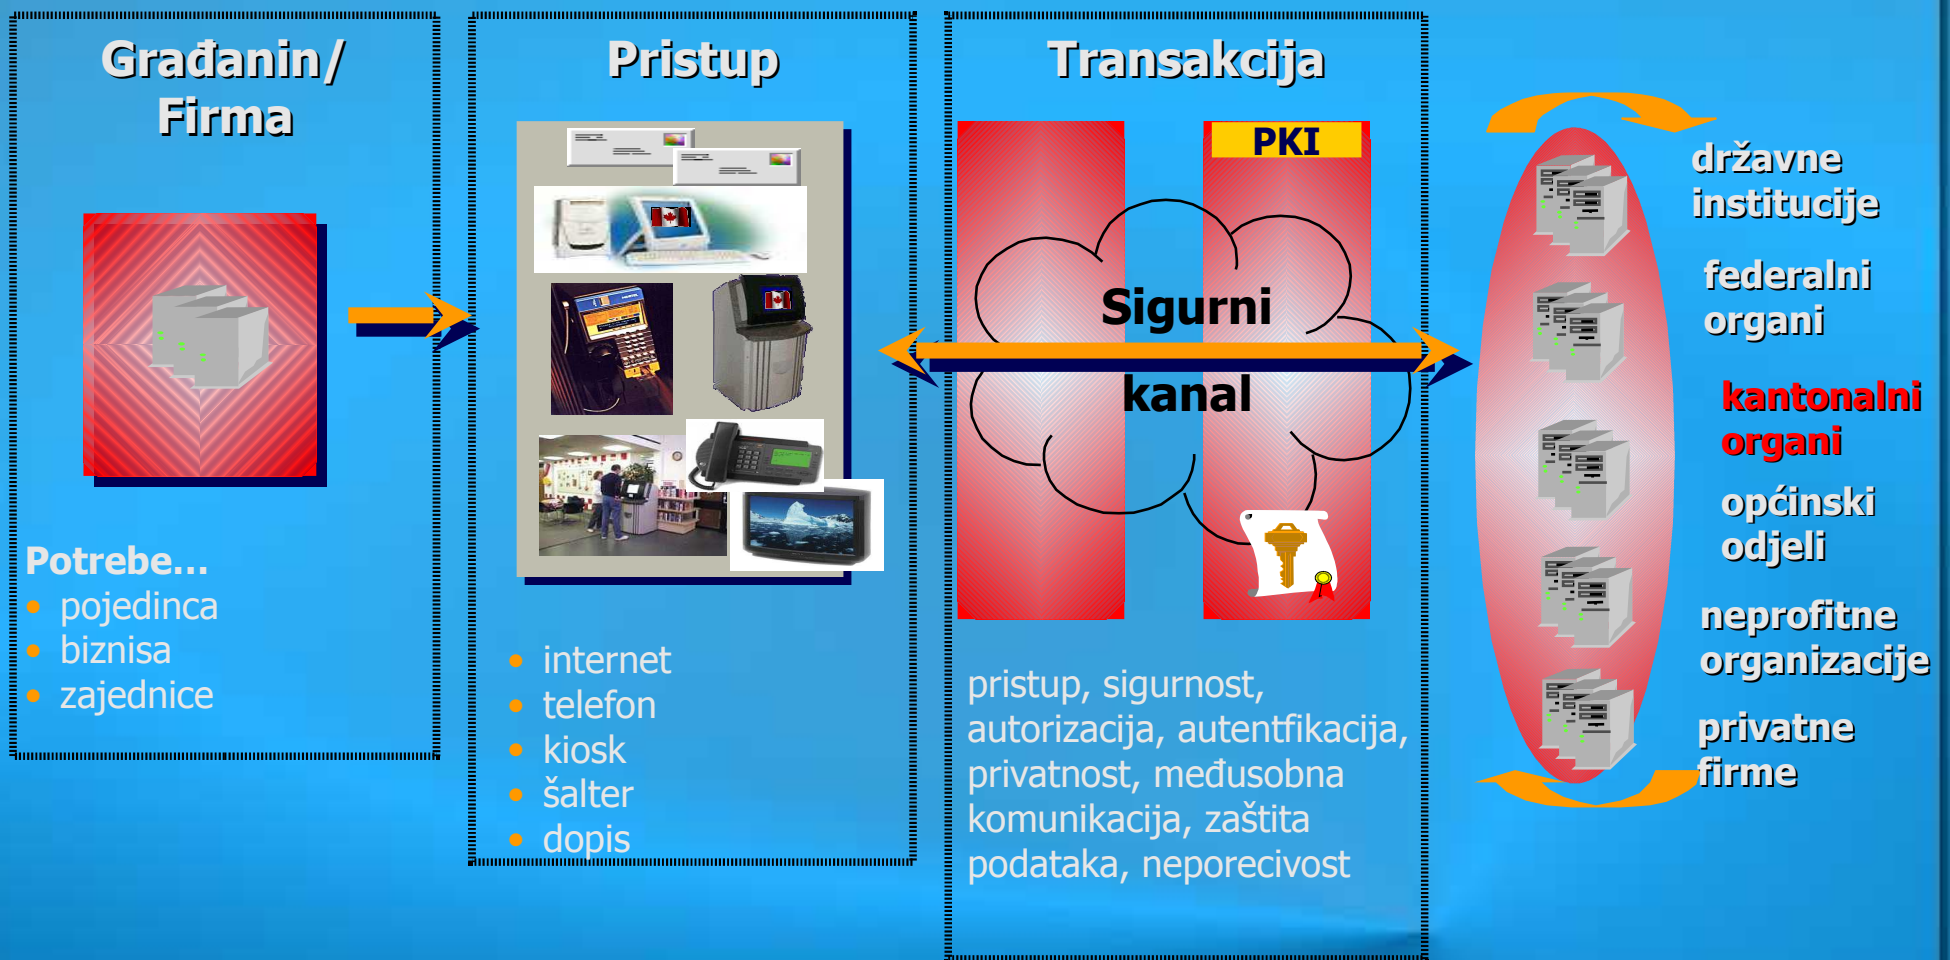 Građanin/
Firma
Potrebe...
pojedinca
biznisa
zajednice
Pristup
internet
telefon
kiosk
šalter
dopis
Transakcija
PKI
Sigurni
kanal
pristup, sigurnost,
autorizacija, autentfikacija,
privatnost, međusobna
komunikacija, zaštita
podataka, neporecivost
državne
institucije
federalni
organi
kantonalni
organi
općinski
odjeli
neprofitne
organizacije
privatne
firme